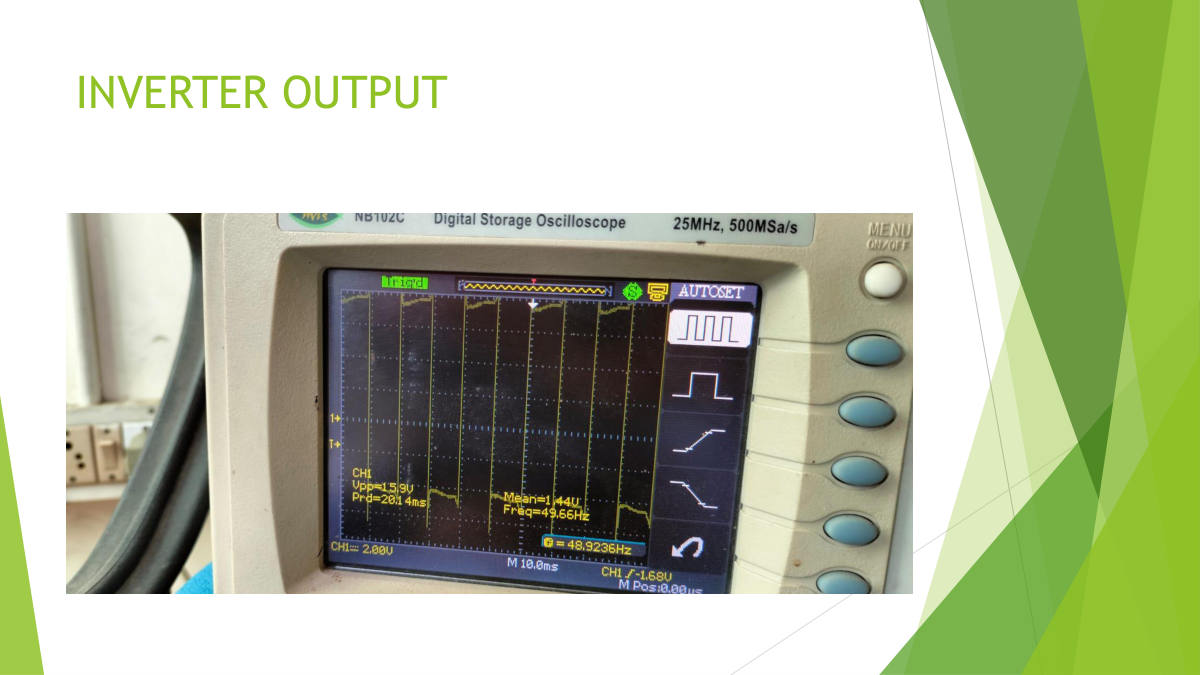 INVERTER OUTPUT
NB102C Digital Storage Oscilloscope 25MHz, 500MSa/s
MENU
ON/OFF
Trig'd
AUTOSET
1
T
CH1
Vpp=15.9V
Prd=20.14ms
Mean=1.44V
Freq=49.66Hz
F = 48.9236Hz
CH1 2.00V
M 10.0ms
CH1 -1.68V
M Pos:0.00µs